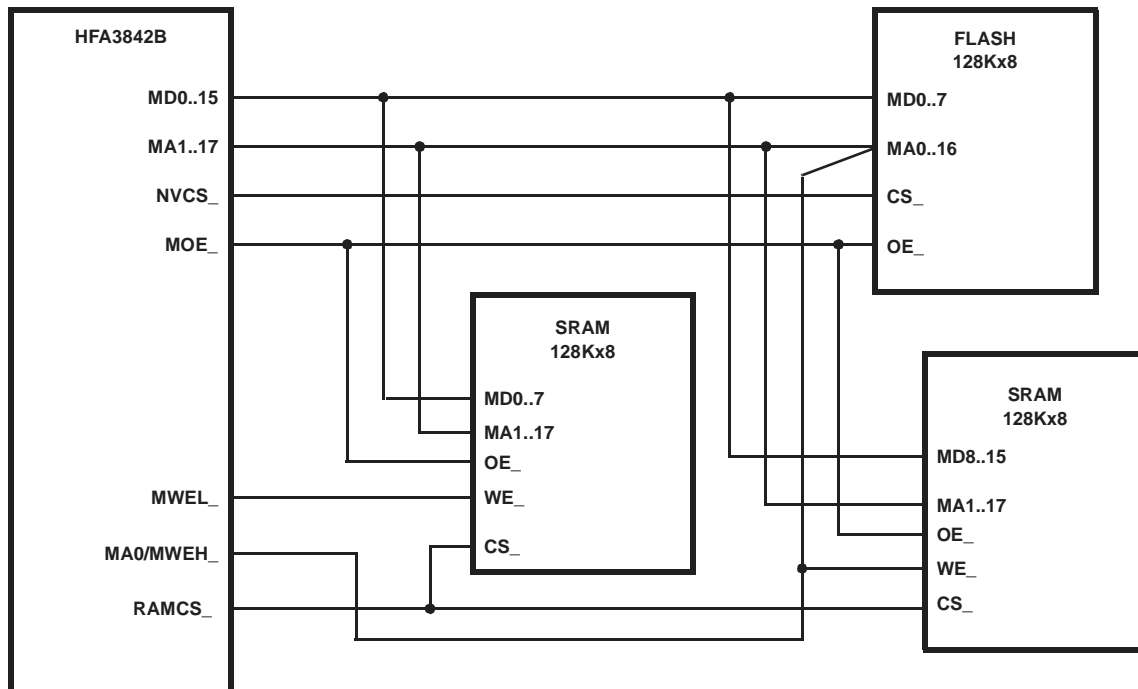 HFA3842B
MD0..15
MA1..17
NVCS_
MOE_
MWEL_
MA0/MWEH_
RAMCS_
FLASH
128Kx8
MD0..7
MA0..16
CS_
OE_
SRAM
128Kx8
MD0..7
MA1..17
OE_
WE_
CS_
SRAM
128Kx8
MD8..15
MA1..17
OE_
WE_
CS_